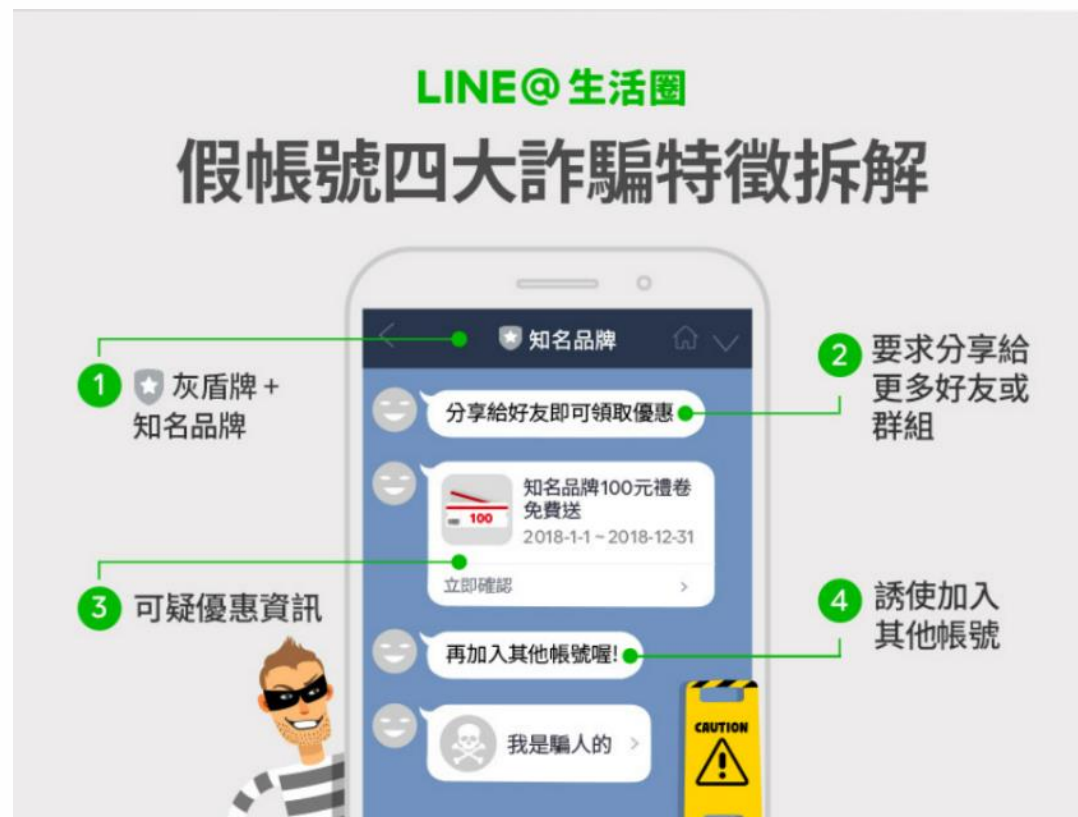 LINE@生活圈
假帳號四大詐騙特徵拆解
知名品牌
1 灰盾牌+
知名品牌
2 要求分享給
更多好友或
群組
分享給好友即可領取優惠
知名品牌100元禮卷
免費送
2018-1-1 ~ 2018-12-31
100
立即確認
3 可疑優惠資訊
4 誘使加入
其他帳號
再加入其他帳號喔!
我是騙人的
CAUTION